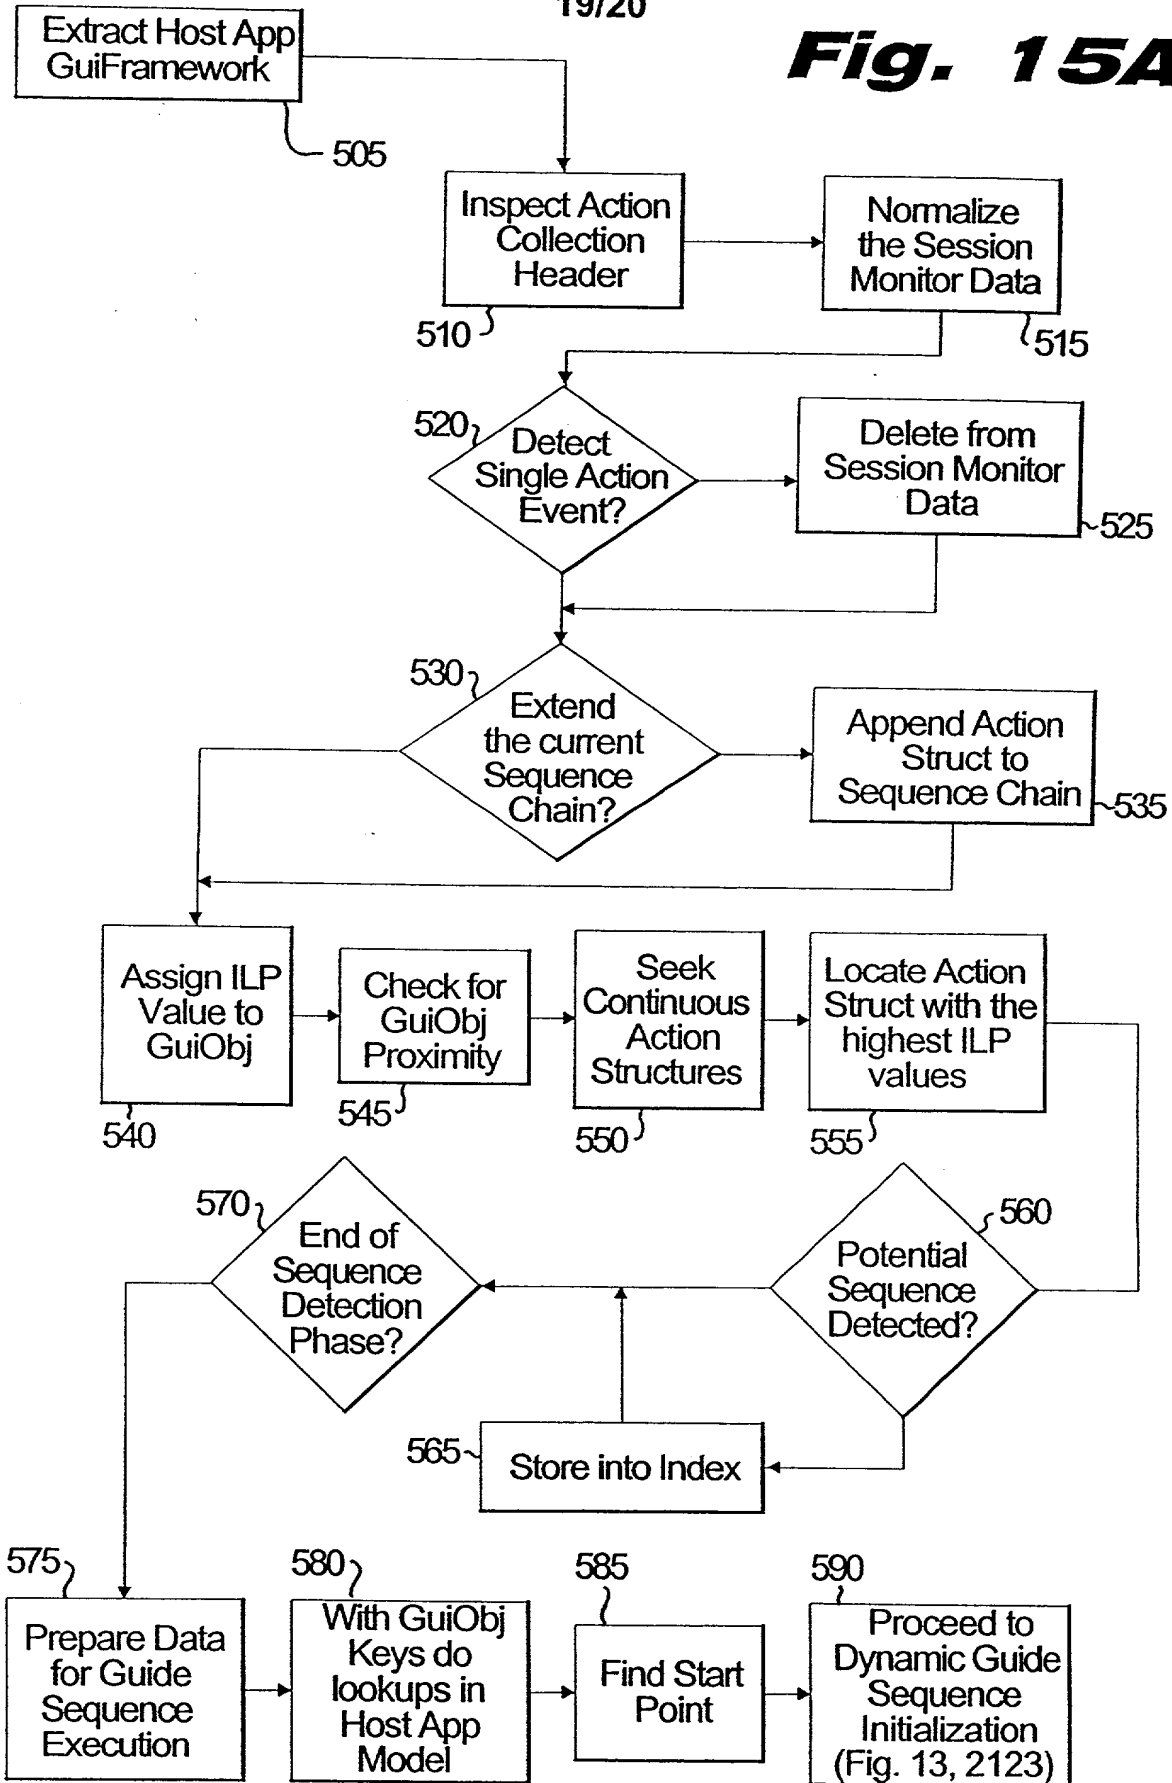 19/20
Fig. 15A
Extract Host App
GuiFramework
505
Inspect Action
Collection
Header
510
Normalize
the Session
Monitor Data
515
520
Detect
Single Action
Event?
Delete from
Session Monitor
Data
525
530
Extend
the current
Sequence
Chain?
Append Action
Struct to
Sequence Chain
535
Assign ILP
Value to
GuiObj
540
Check for
GuiObj
Proximity
545
Seek
Continuous
Action
Structures
550
Locate Action
Struct with the
highest ILP
values
555
560
Potential
Sequence
Detected?
565
Store into Index
570
End of
Sequence
Detection
Phase?
575
Prepare Data
for Guide
Sequence
Execution
580
With GuiObj
Keys do
lookups in
Host App
Model
585
Find Start
Point
590
Proceed to
Dynamic Guide
Sequence
Initialization
(Fig. 13, 2123)